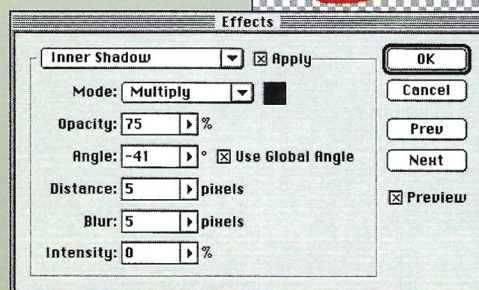 Effects
Inner Shadow Apply OK
Mode: Multiply Cancel
Opacity: 75 %
Prev
Angle: -41 ° Use Global Angle Next
Distance: 5 pixels
Preview
Blur: 5 pixels
Intensity: 0 %